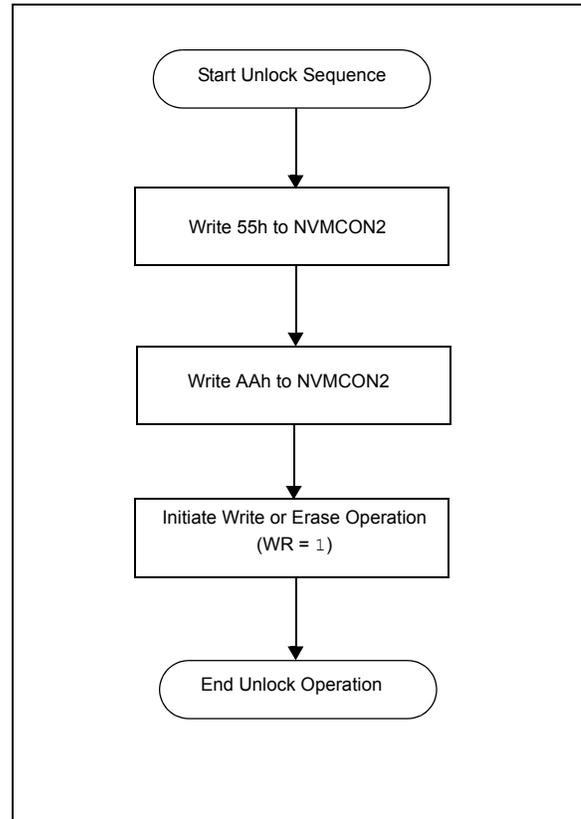 Start Unlock Sequence
Write 55h to NVMCON2
Write AAh to NVMCON2
Initiate Write or Erase Operation
(WR = 1)
End Unlock Operation